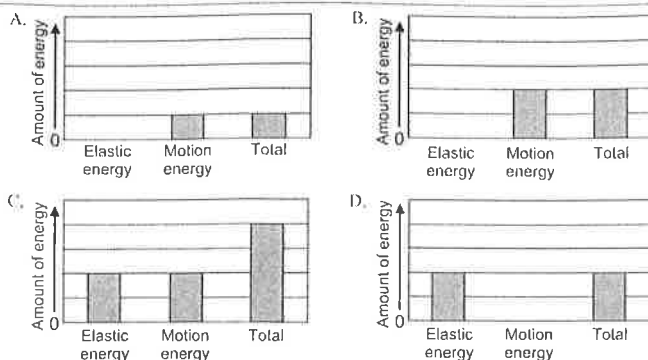 A.
Amount of energy
0
Elastic energy
Motion energy
Total
B.
Amount of energy
0
Elastic energy
Motion energy
Total
C.
Amount of energy
0
Elastic energy
Motion energy
Total
D.
Amount of energy
0
Elastic energy
Motion energy
Total